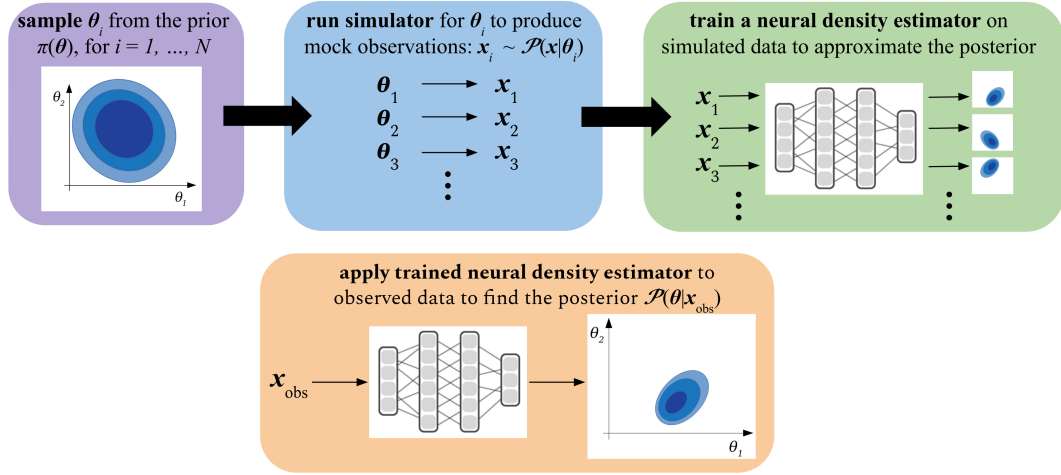 sample θi from the prior
π(θ), for i = 1, ..., N
θ2
θ1
run simulator for θi to produce
mock observations: xi ~ 𝒫(x|θi)
θ1 x1
θ2 x2
θ3 x3
train a neural density estimator on
simulated data to approximate the posterior
x1
x2
x3
apply trained neural density estimator to
observed data to find the posterior 𝒫(θ|xobs)
xobs
θ2
θ1